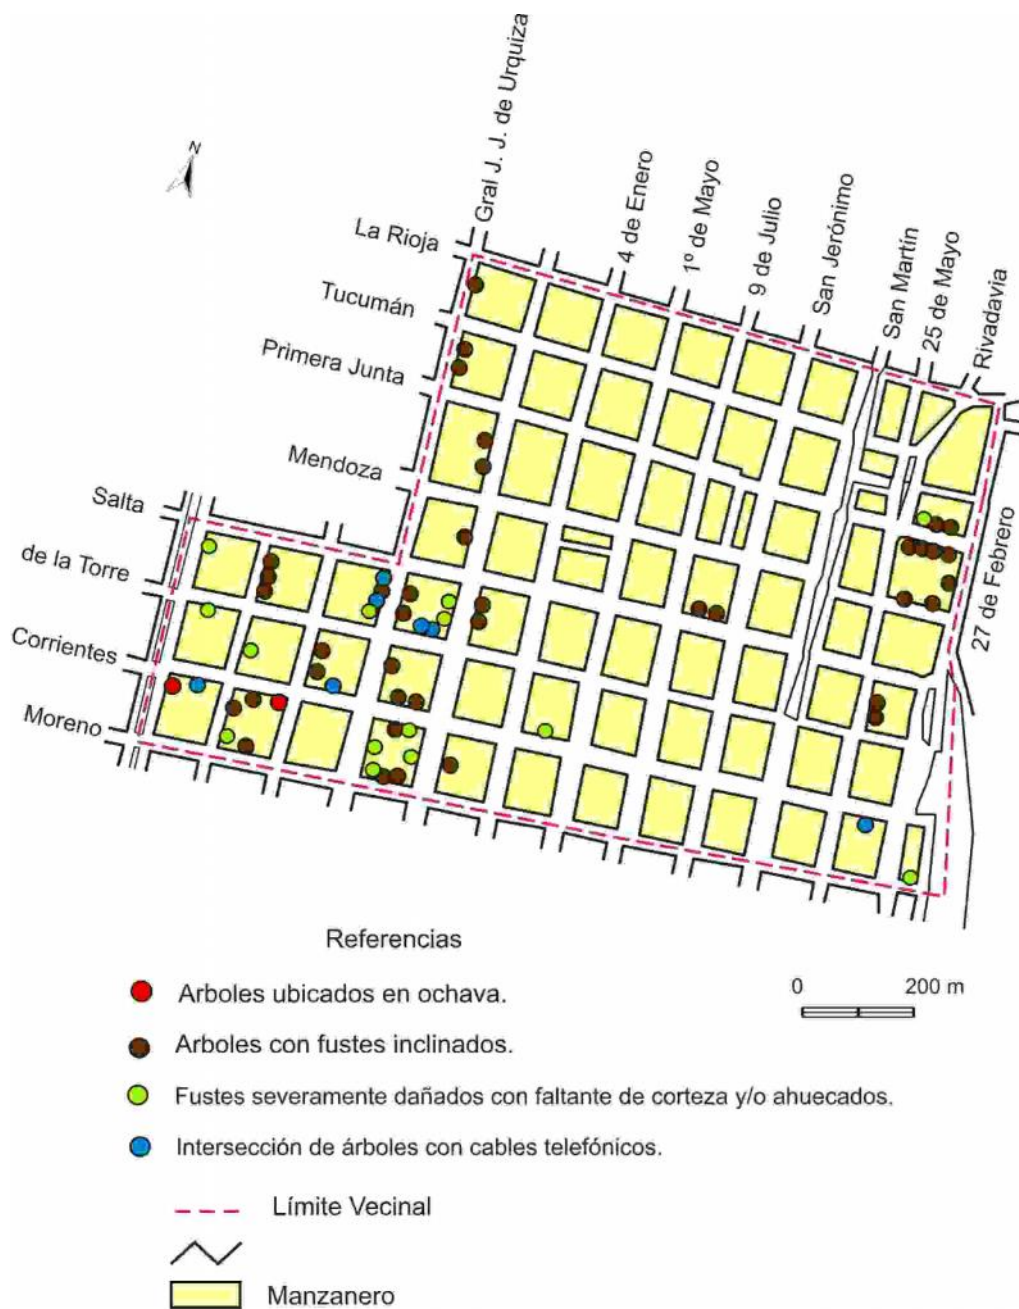 Gral J. J. de Urquiza
4 de Enero
1º de Mayo
9 de Julio
San Jerónimo
San Martín
25 de Mayo
Rivadavia
27 de Febrero
N
La Rioja
Tucumán
Primera Junta
Mendoza
Salta
de la Torre
Corrientes
Moreno
Referencias
0 200 m
Arboles ubicados en ochava.
Arboles con fustes inclinados.
Fustes severamente dañados con faltante de corteza y/o ahuecados.
Intersección de árboles con cables telefónicos.
Límite Vecinal
Manzanero